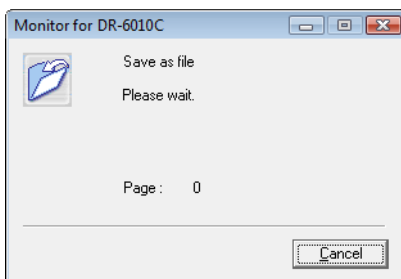 Monitor for DR-6010C
Save as file
Please wait.
Page : 0
Cancel